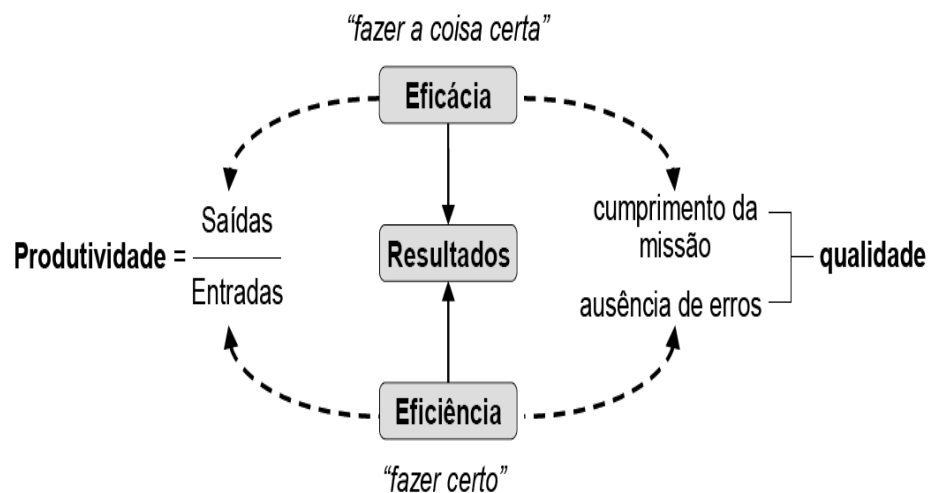 “fazer a coisa certa”
Eficácia
Saídas
Produtividade =
Entradas
Resultados
cumprimento da
missão
ausência de erros
qualidade
Eficiência
“fazer certo”